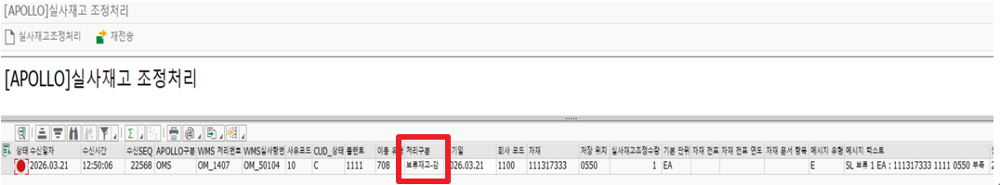 [APOLLO]실사재고 조정처리
실사재고조정처리 재전송
[APOLLO]실사재고 조정처리
상태 수신일자 수신시간 수신SEQ APOLLO구분 WMS 처리번호 WMS실사항번 사유코드 CUD_상태 플랜트 이동 유 처리구분 기일 회사 코드 자재 저장 위치 실사재고조정수량 기본 단위 자재 전표 자재 전표 연도 자재 문서 항목 메시지 유형 메시지 텍스트
2026.03.21 12:50:06 22568 OMS OM_1407 OM_50104 10 C 1111 708 보류재고-감 026.03.21 1100 111317333 0550 1 EA E SL 보류 1 EA : 111317333 1111 0550 부족